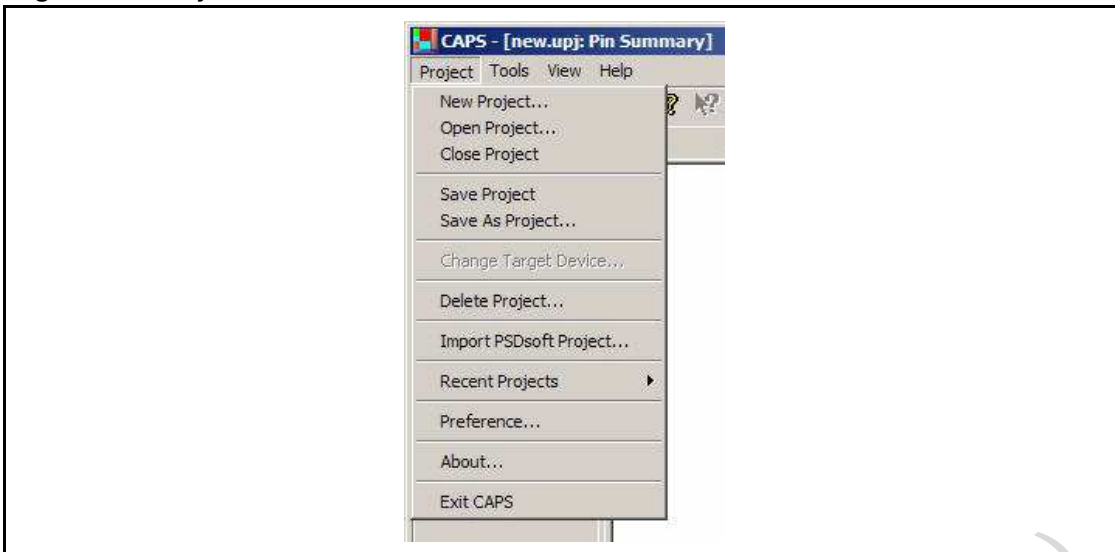 CAPS - [new.upj: Pin Summary]
Project Tools View Help
New Project...
Open Project...
Close Project
Save Project
Save As Project...
Change Target Device...
Delete Project...
Import PSDsoft Project...
Recent Projects
Preference...
About...
Exit CAPS